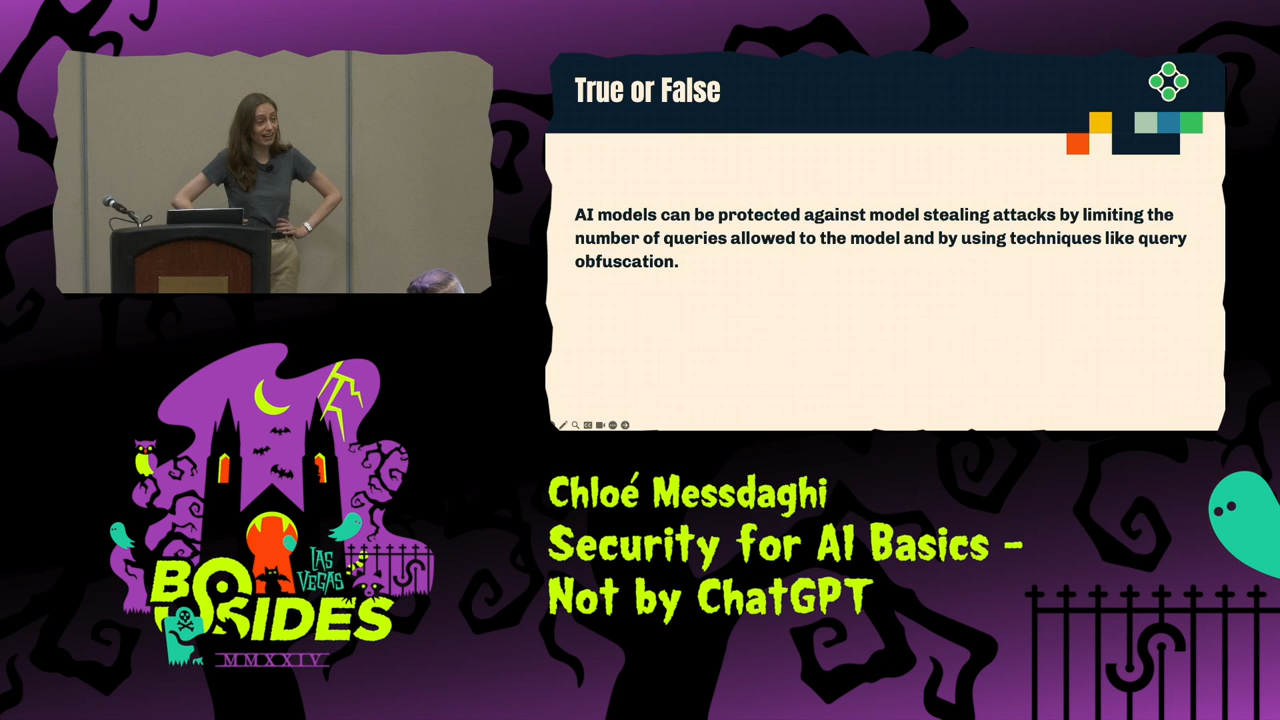 True or False
AI models can be protected against model stealing attacks by limiting the
number of queries allowed to the model and by using techniques like query
obfuscation.
Chloé Messdaghi
Security for AI Basics -
Not by ChatGPT
LAS
VEGAS
BSIDES
MMXXIV